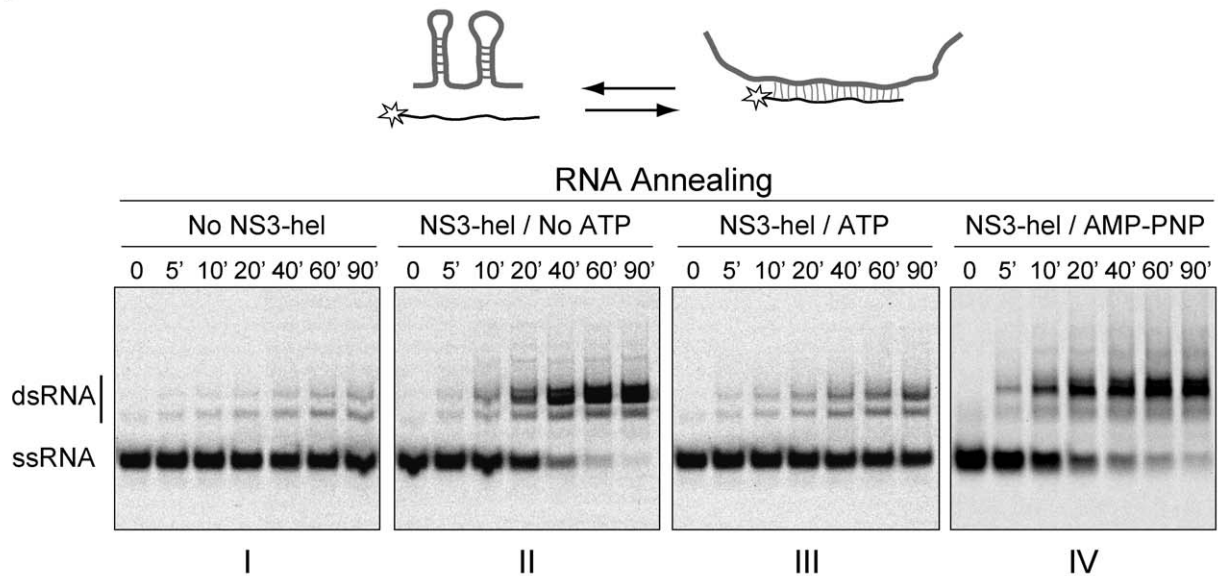 RNA Annealing
No NS3-hel NS3-hel / No ATP NS3-hel / ATP NS3-hel / AMP-PNP
0 5’ 10’ 20’ 40’ 60’ 90’ 0 5’ 10’ 20’ 40’ 60’ 90’ 0 5’ 10’ 20’ 40’ 60’ 90’ 0 5’ 10’ 20’ 40’ 60’ 90’
dsRNA
ssRNA
I II III IV